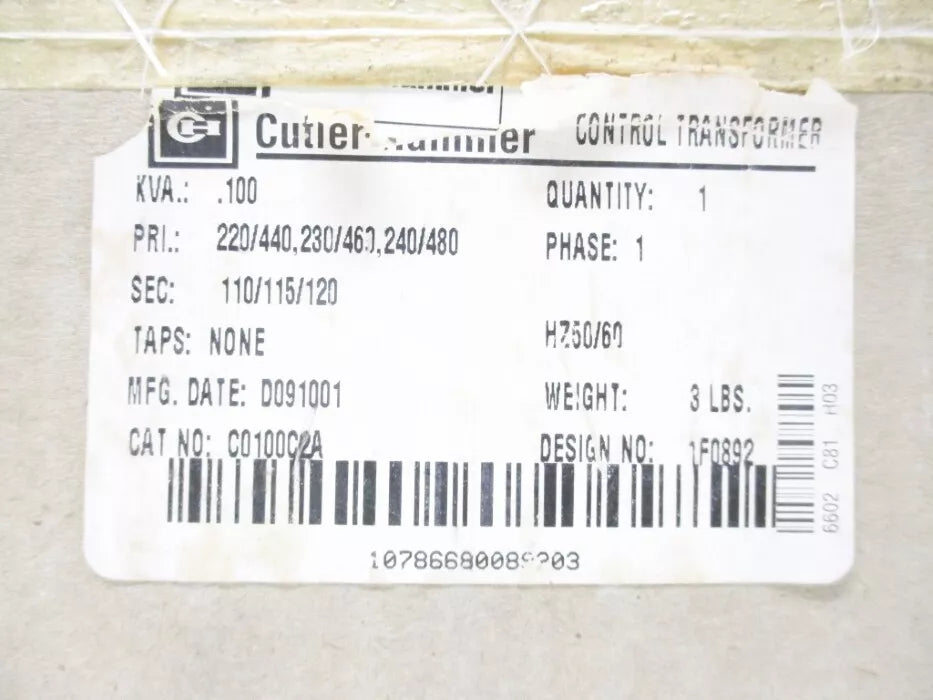 CH Cutler-Hammer CONTROL TRANSFORMER
KVA.: .100 QUANTITY: 1
PRI.: 220/440,230/460,240/480 PHASE: 1
SEC: 110/115/120
TAPS: NONE HZ50/60
MFG. DATE: D091001 WEIGHT: 3 LBS.
CAT NO: C0100C2A DESIGN NO: 1F0892
6602 C81 H03